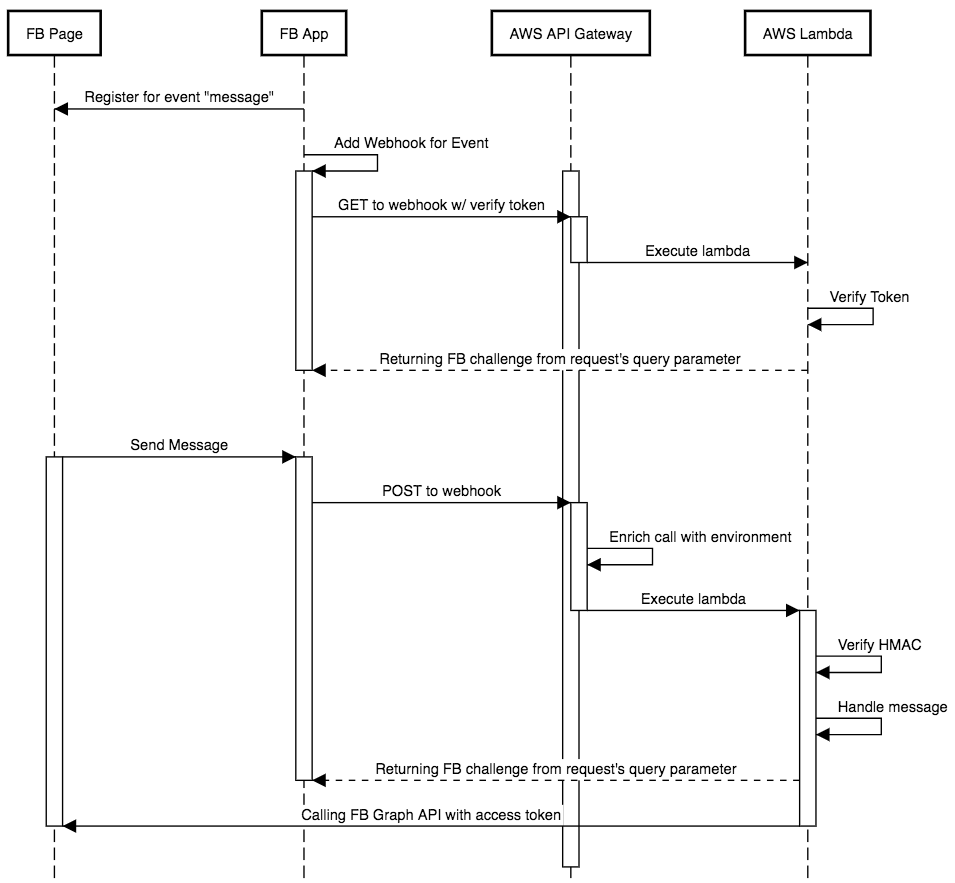 FB Page
FB App
AWS API Gateway
AWS Lambda
Register for event "message"
Add Webhook for Event
GET to webhook w/ verify token
Execute lambda
Verify Token
Returning FB challenge from request's query parameter
Send Message
POST to webhook
Enrich call with environment
Execute lambda
Verify HMAC
Handle message
Returning FB challenge from request's query parameter
Calling FB Graph API with access token